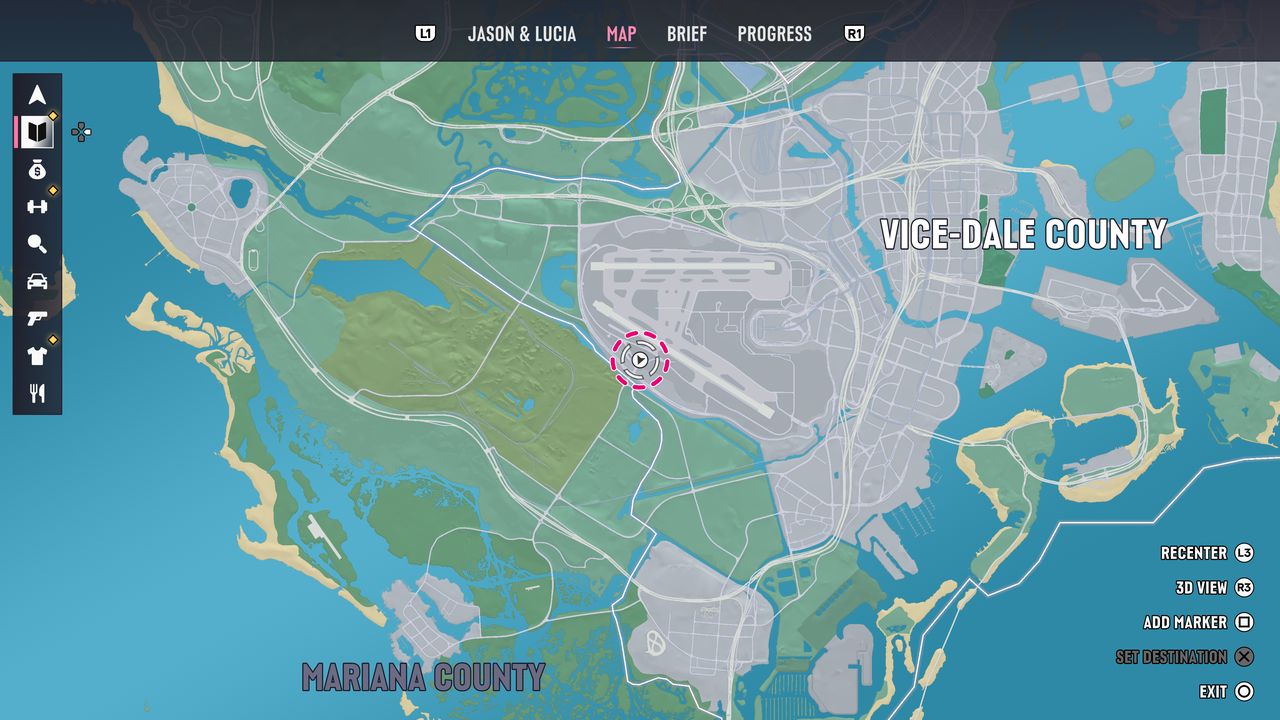 L1 JASON & LUCIA MAP BRIEF PROGRESS R1
$
VICE-DALE COUNTY
RECENTER L3
3D VIEW R3
ADD MARKER
SET DESTINATION
MARIANA COUNTY
EXIT